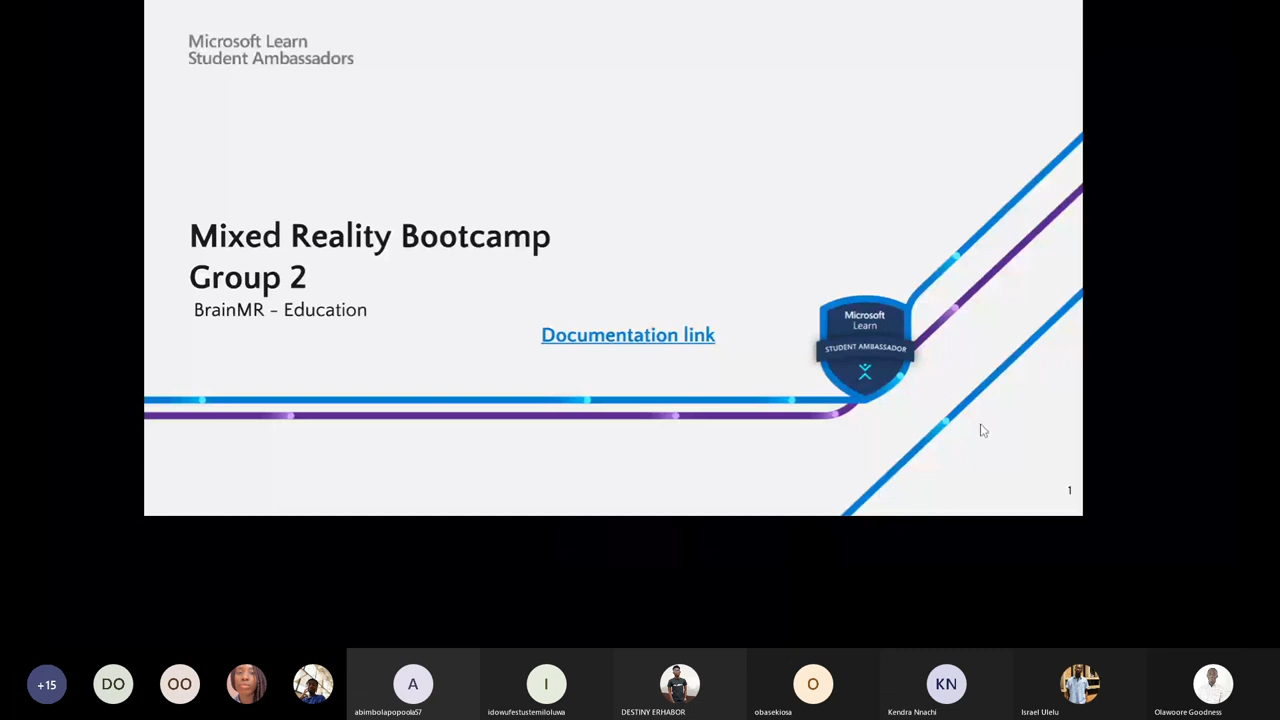 Microsoft Learn
Student Ambassadors
Mixed Reality Bootcamp
Group 2
BrainMR – Education
Documentation link
Microsoft
Learn
STUDENT AMBASSADOR
1
+15
DO
OO
A
I
O
KN
abimbolapopoola57
idowufestustemiloluwa
DESTINY ERHABOR
obasekiosa
Kendra Nnachi
Israel Ulelu
Olawoore Goodness